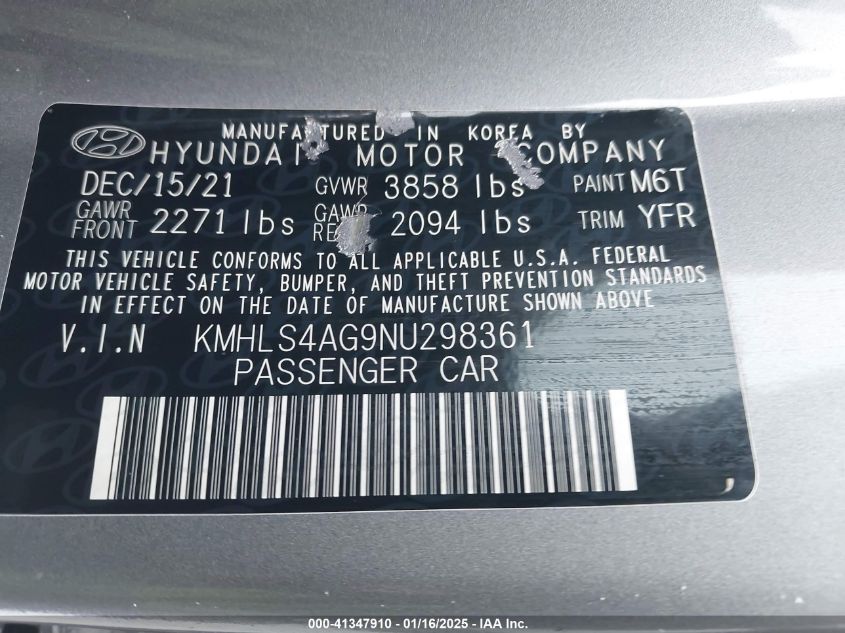 MANUFACTURED IN KOREA BY
HYUNDAI MOTOR COMPANY
DEC/15/21 GVWR 3858 lbs PAINT M6T
GAWR FRONT 2271 lbs GAWR REAR 2094 lbs TRIM YFR
THIS VEHICLE CONFORMS TO ALL APPLICABLE U.S.A. FEDERAL
MOTOR VEHICLE SAFETY, BUMPER, AND THEFT PREVENTION STANDARDS
IN EFFECT ON THE DATE OF MANUFACTURE SHOWN ABOVE
V.I.N KMHLS4AG9NU298361
PASSENGER CAR
000-41347910 - 01/16/2025 - IAA Inc.